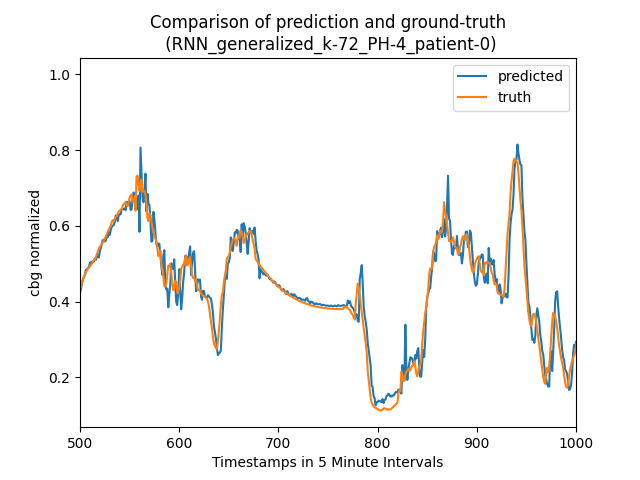 Comparison of prediction and ground-truth
(RNN_generalized_k-72_PH-4_patient-0)
predicted
truth
cbg normalized
1.0
0.8
0.6
0.4
0.2
500 600 700 800 900 1000
Timestamps in 5 Minute Intervals